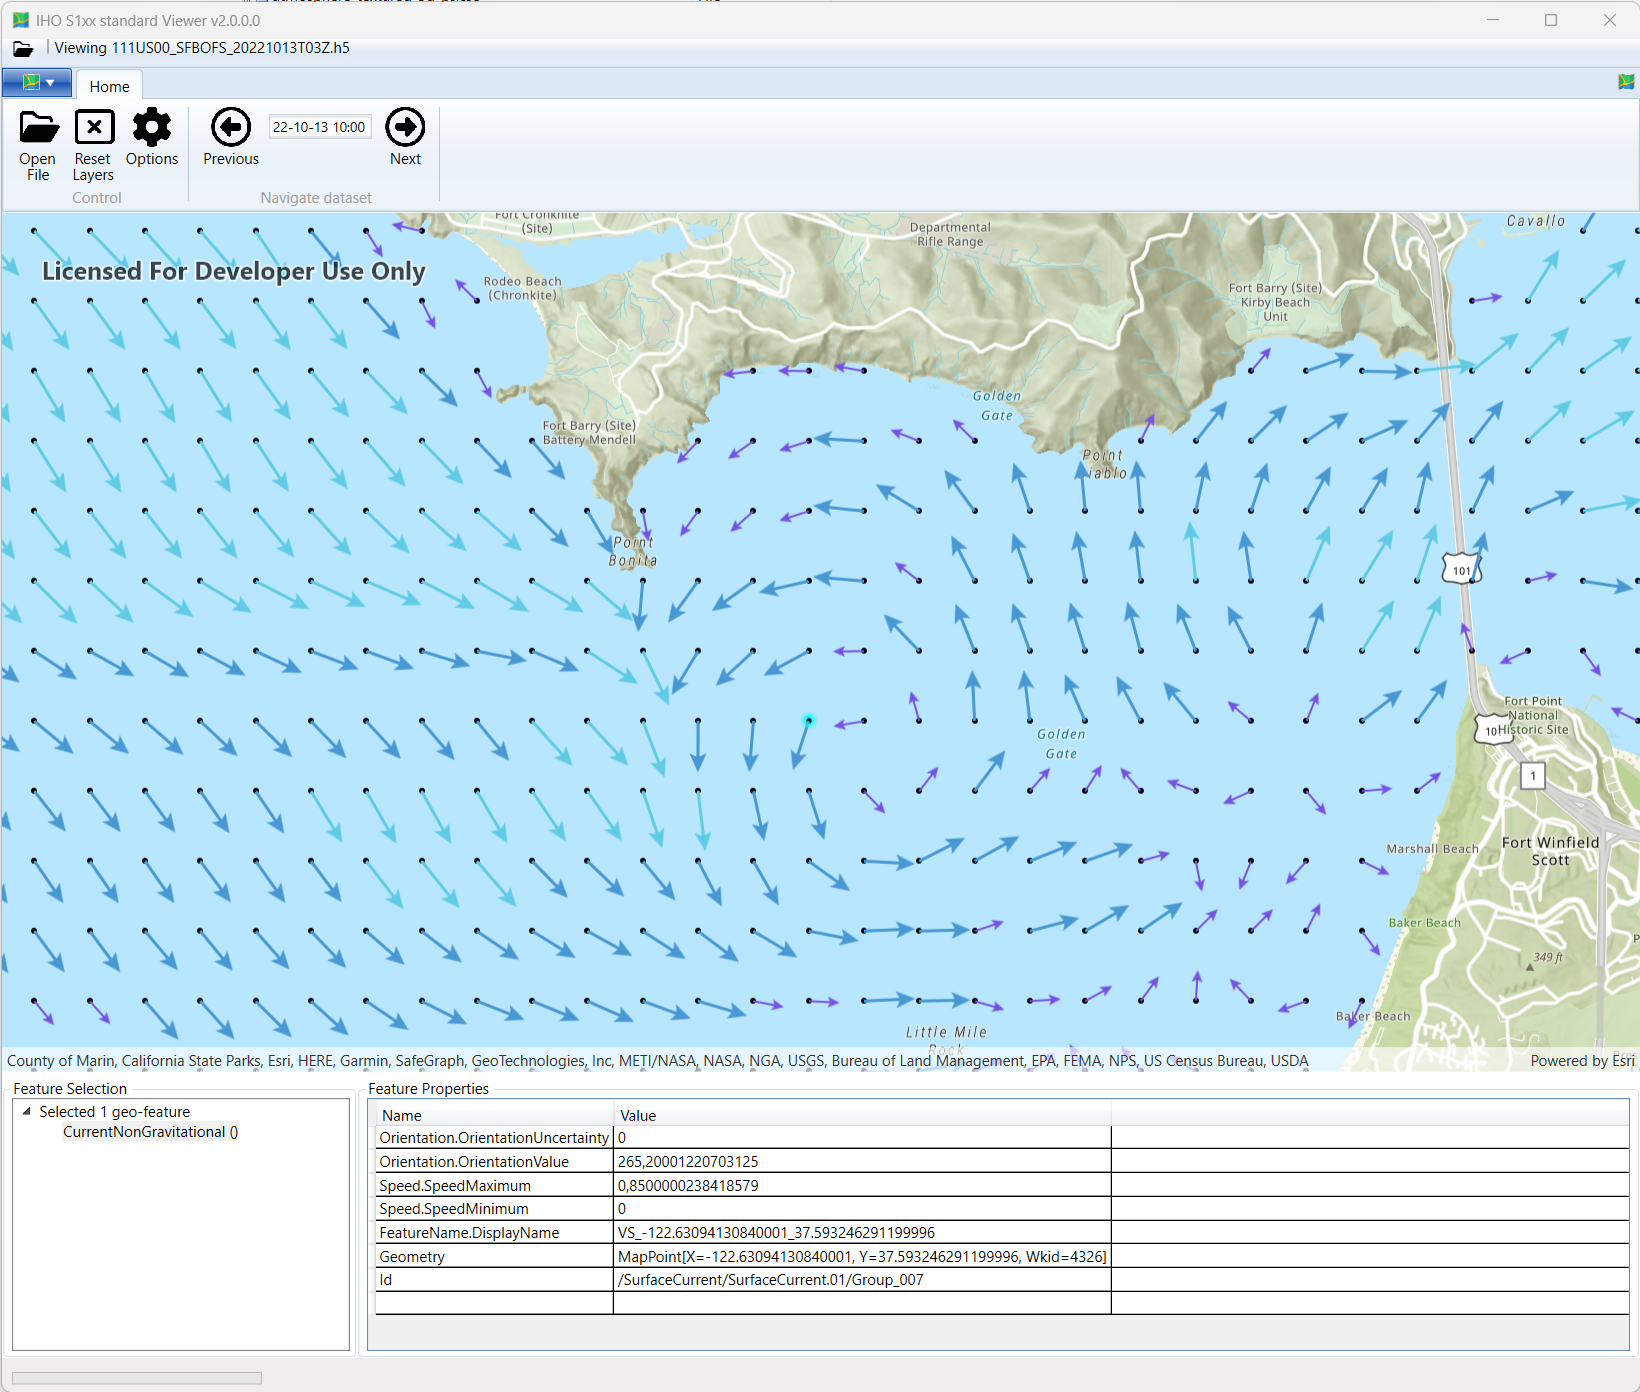 IHO S1xx standard Viewer v2.0.0.0
Viewing 111US00_SFBOFS_20221013T03Z.h5
Home
Open File
Reset Layers
Options
Control
Previous
22-10-13 10:00
Next
Navigate dataset
Licensed For Developer Use Only
Fort Cronkhite
(Site)
Rodeo Beach
(Chronkite)
Departmental
Rifle Range
Cavallo
Fort Barry (Site)
Kirby Beach
Unit
Golden
Gate
Fort Barry (Site)
Battery Mendell
Point
Point
Bonita
101
Golden
Gate
Fort Point
National
Historic Site
10
1
Marshall Beach
Fort Winfield
Scott
Baker Beach
349 ft
Baker Beach
Little Mile
Rock
County of Marin, California State Parks, Esri, HERE, Garmin, SafeGraph, GeoTechnologies, Inc, METI/NASA, NASA, NGA, USGS, Bureau of Land Management, EPA, FEMA, NPS, US Census Bureau, USDA
Powered by Esri
Feature Selection
Selected 1 geo-feature
CurrentNonGravitational ()
Feature Properties
Name Value
Orientation.OrientationUncertainty 0
Orientation.OrientationValue 265,20001220703125
Speed.SpeedMaximum 0,8500000238418579
Speed.SpeedMinimum 0
FeatureName.DisplayName VS_-122.63094130840001_37.593246291199996
Geometry MapPoint[X=-122.63094130840001, Y=37.593246291199996, Wkid=4326]
Id /SurfaceCurrent/SurfaceCurrent.01/Group_007